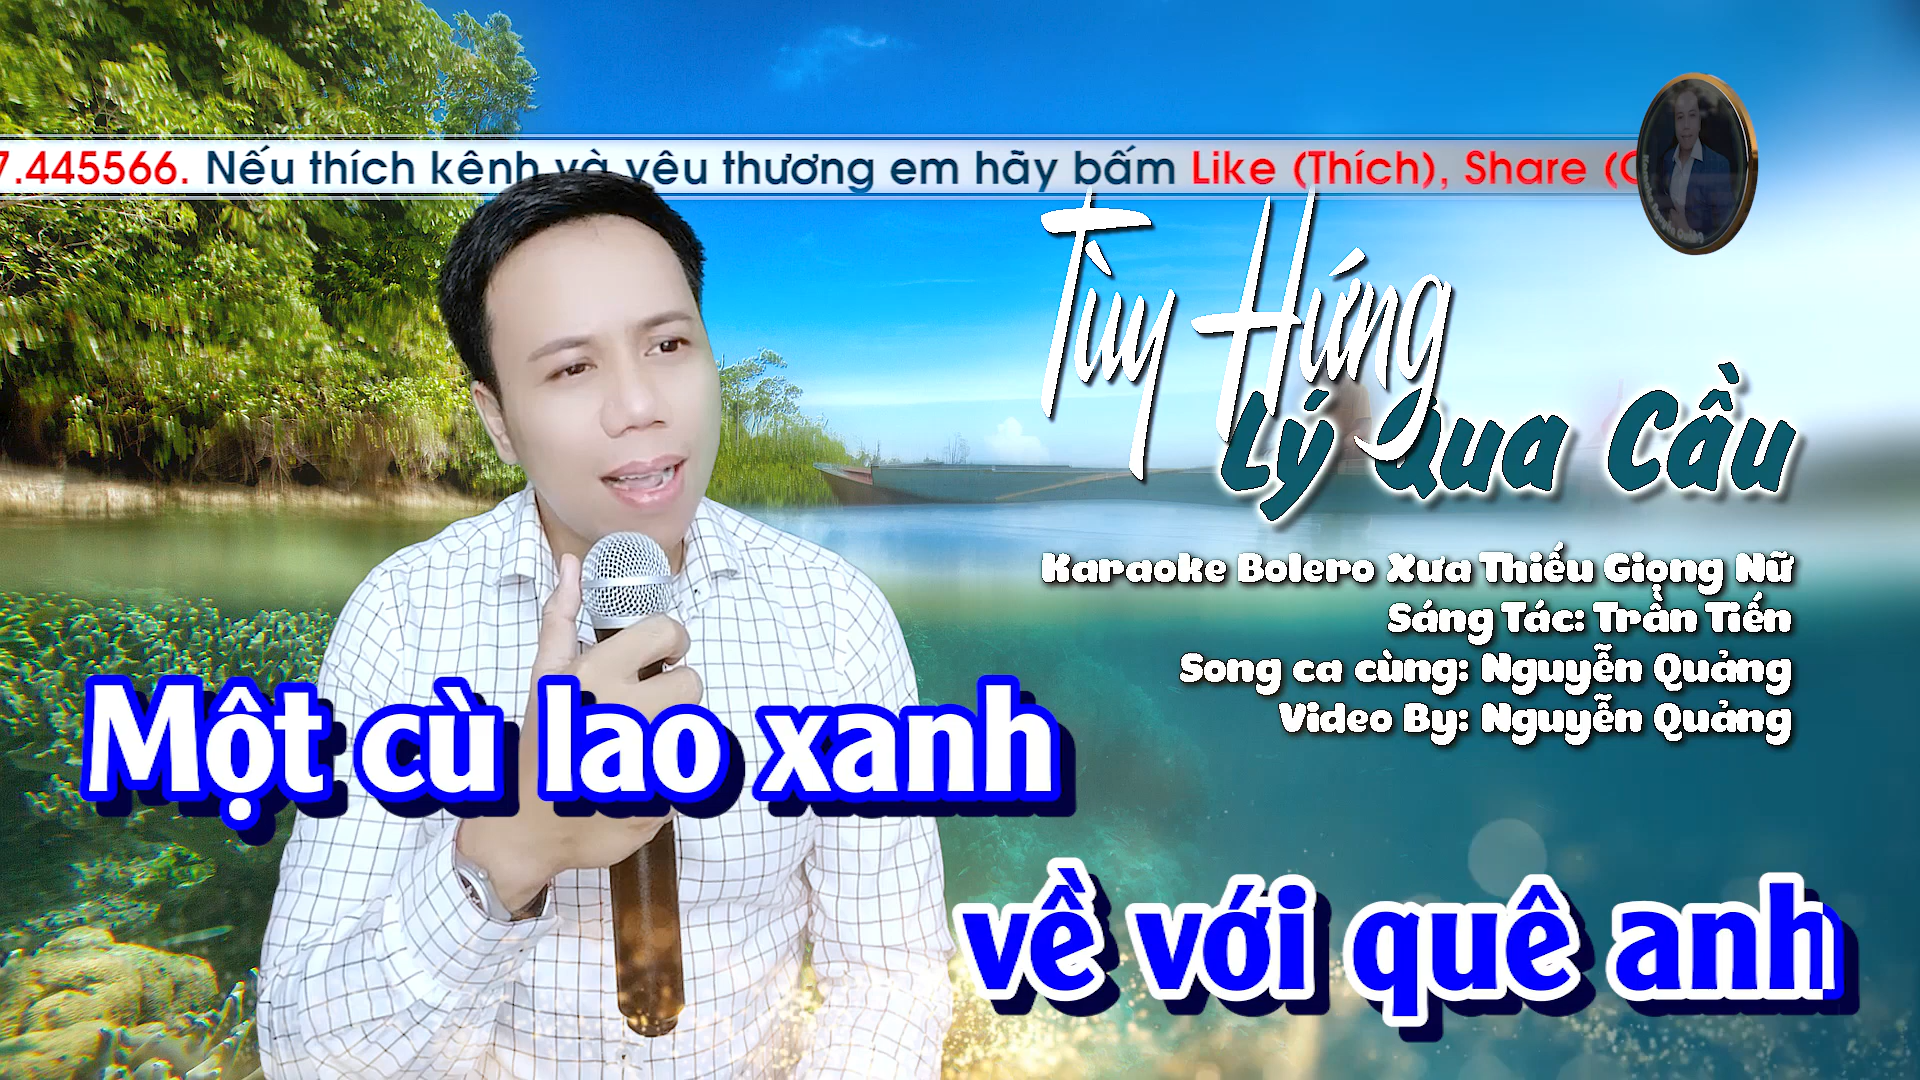 7.445566. Nếu thích kênh và yêu thương em hãy bấm Like (Thích), Share (
Tùy Hứng
Lý Qua Cầu
Karaoke Bolero Xưa Thiếu Giọng Nữ
Sáng Tác: Trần Tiến
Song ca cùng: Nguyễn Quảng
Video By: Nguyễn Quảng
Một cù lao xanh
về với quê anh